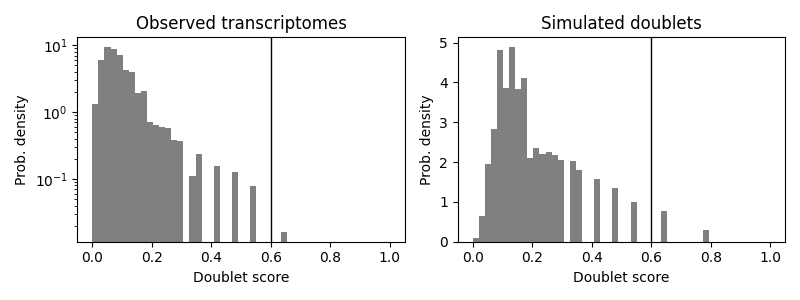 Observed transcriptomes
Prob. density
10¹
10⁰
10⁻¹
0.0 0.2 0.4 0.6 0.8 1.0
Doublet score
Simulated doublets
Prob. density
5
4
3
2
1
0
0.0 0.2 0.4 0.6 0.8 1.0
Doublet score